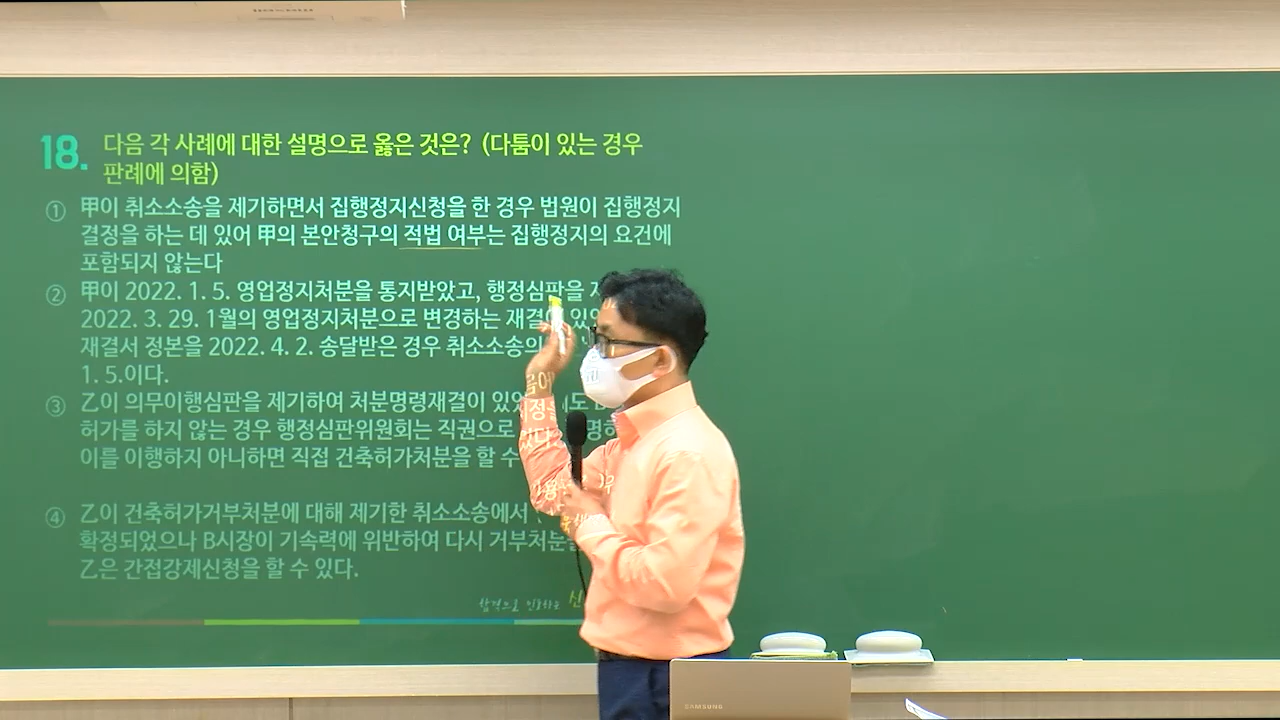 18. 다음 각 사례에 대한 설명으로 옳은 것은? (다툼이 있는 경우
판례에 의함)
① 甲이 취소소송을 제기하면서 집행정지신청을 한 경우 법원이 집행정지
결정을 하는 데 있어 甲의 본안청구의 적법 여부는 집행정지의 요건에
포함되지 않는다
② 甲이 2022. 1. 5. 영업정지처분을 통지받았고, 행정심판을
2022. 3. 29. 1월의 영업정지처분으로 변경하는 재결이
재결서 정본을 2022. 4. 2. 송달받은 경우 취소소송의
1. 5.이다.
③ 乙이 의무이행심판을 제기하여 처분명령재결이
허가를 하지 않는 경우 행정심판위원회는 직권으로
이를 이행하지 아니하면 직접 건축허가처분을 할 수
④ 乙이 건축허가거부처분에 대해 제기한 취소소송에서
확정되었으나 B시장이 기속력에 위반하여 다시 거부처분을
乙은 간접강제신청을 할 수 있다.
합격으로
SAMSUNG